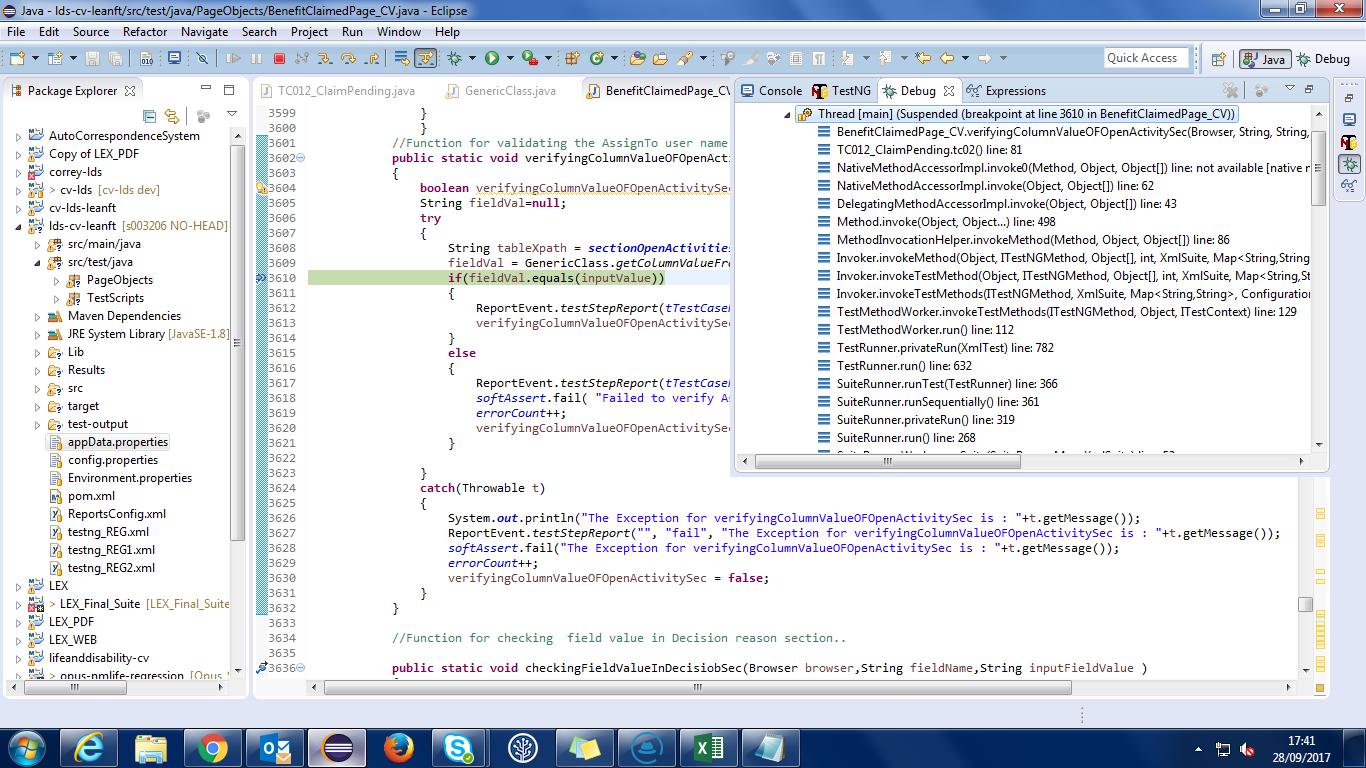 Java - lds-cv-leanft/src/test/java/PageObjects/BenefitClaimedPage_CV.java - Eclipse
File Edit Source Refactor Navigate Search Project Run Window Help
Quick Access
Java
Debug
Package Explorer
AutoCorrespondenceSystem
Copy of LEX_PDF
correy-lds
> cv-lds [cv-lds dev]
cv-lds-leanft
lds-cv-leanft [s003206 NO-HEAD]
src/main/java
src/test/java
PageObjects
TestScripts
Maven Dependencies
JRE System Library [JavaSE-1.8]
Lib
Results
src
target
test-output
appData.properties
config.properties
Environment.properties
pom.xml
ReportsConfig.xml
testng_REG.xml
testng_REG1.xml
testng_REG2.xml
LEX
> LEX_Final_Suite [LEX_Final_Suite
LEX_PDF
LEX_WEB
lifeanddisability-cv
> opus-nmlife-regression [Opus_
TC012_ClaimPending.java
GenericClass.java
BenefitClaimedPage_CV
3599 }
3600 }
3601 //Function for validating the AssignTo user name
3602 public static void verifyingColumnValueOFOpenActi
3603 {
3604 boolean verifyingColumnValueOFOpenActivitySec
3605 String fieldVal=null;
3606 try
3607 {
3608 String tableXpath = sectionOpenActivities
3609 fieldVal = GenericClass.getColumnValueFro
3610 if(fieldVal.equals(inputValue))
3611 {
3612 ReportEvent.testStepReport(tTestCase
3613 verifyingColumnValueOFOpenActivitySec
3614 }
3615 else
3616 {
3617 ReportEvent.testStepReport(tTestCase
3618 softAssert.fail( "Failed to verify As
3619 errorCount++;
3620 verifyingColumnValueOFOpenActivitySec
3621 }
3622
3623 }
3624 catch(Throwable t)
3625 {
3626 System.out.println("The Exception for verifyingColumnValueOFOpenActivitySec is : "+t.getMessage());
3627 ReportEvent.testStepReport("", "fail", "The Exception for verifyingColumnValueOFOpenActivitySec is : "+t.getMessage());
3628 softAssert.fail("The Exception for verifyingColumnValueOFOpenActivitySec is : "+t.getMessage());
3629 errorCount++;
3630 verifyingColumnValueOFOpenActivitySec = false;
3631 }
3632 }
3633
3634 //Function for checking field value in Decision reason section..
3635
3636 public static void checkingFieldValueInDecisiobSec(Browser browser,String fieldName,String inputFieldValue )
Console
TestNG
Debug
Expressions
Thread [main] (Suspended (breakpoint at line 3610 in BenefitClaimedPage_CV))
BenefitClaimedPage_CV.verifyingColumnValueOFOpenActivitySec(Browser, String, String,
TC012_ClaimPending.tc02() line: 81
NativeMethodAccessorImpl.invoke0(Method, Object, Object[]) line: not available [native r
NativeMethodAccessorImpl.invoke(Object, Object[]) line: 62
DelegatingMethodAccessorImpl.invoke(Object, Object[]) line: 43
Method.invoke(Object, Object...) line: 498
MethodInvocationHelper.invokeMethod(Method, Object, Object[]) line: 86
Invoker.invokeMethod(Object, ITestNGMethod, Object[], int, XmlSuite, Map<String,String
Invoker.invokeTestMethod(Object, ITestNGMethod, Object[], int, XmlSuite, Map<String,St
Invoker.invokeTestMethods(ITestNGMethod, XmlSuite, Map<String,String>, Configuration
TestMethodWorker.invokeTestMethods(ITestNGMethod, Object, ITestContext) line: 129
TestMethodWorker.run() line: 112
TestRunner.privateRun(XmlTest) line: 782
TestRunner.run() line: 632
SuiteRunner.runTest(TestRunner) line: 366
SuiteRunner.runSequentially() line: 361
SuiteRunner.privateRun() line: 319
SuiteRunner.run() line: 268
17:41
28/09/2017